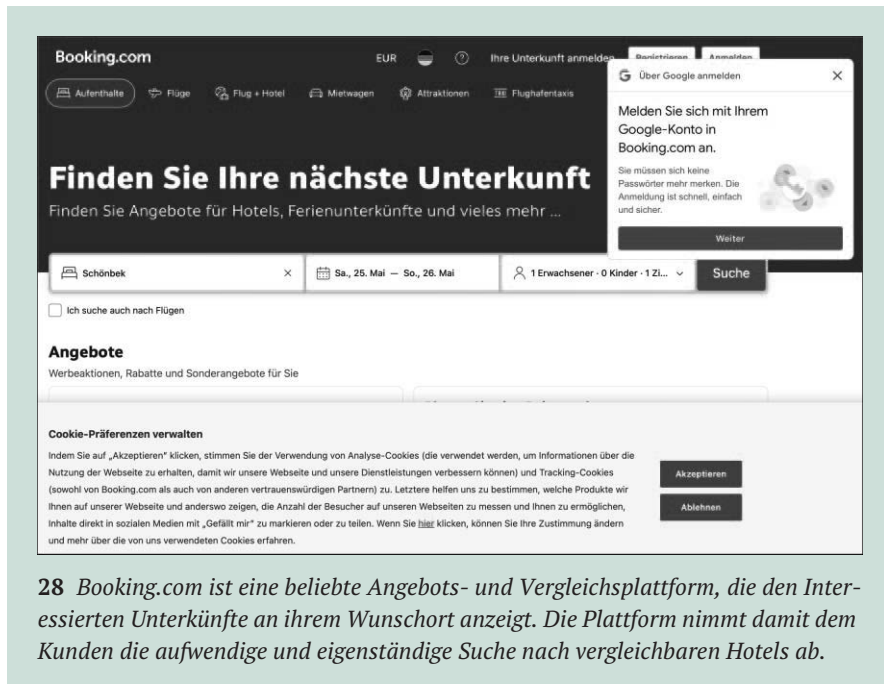 Booking.com
EUR
Ihre Unterkunft anmelden
Registrieren
Anmelden
Aufenthalte
Flüge
Flug + Hotel
Mietwagen
Attraktionen
Flughafentaxis
G Über Google anmelden
Melden Sie sich mit Ihrem
Google-Konto in
Booking.com an.
Sie müssen sich keine
Passwörter mehr merken. Die
Anmeldung ist schnell, einfach
und sicher.
Weiter
Finden Sie Ihre nächste Unterkunft
Finden Sie Angebote für Hotels, Ferienunterkünfte und vieles mehr ...
Schönbek
Sa., 25. Mai — So., 26. Mai
1 Erwachsener · 0 Kinder · 1 Zi...
Suche
Ich suche auch nach Flügen
Angebote
Werbeaktionen, Rabatte und Sonderangebote für Sie
Cookie-Präferenzen verwalten
Indem Sie auf „Akzeptieren“ klicken, stimmen Sie der Verwendung von Analyse-Cookies (die verwendet werden, um Informationen über die
Nutzung der Webseite zu erhalten, damit wir unsere Webseite und unsere Dienstleistungen verbessern können) und Tracking-Cookies
(sowohl von Booking.com als auch von anderen vertrauenswürdigen Partnern) zu. Letztere helfen uns zu bestimmen, welche Produkte wir
Ihnen auf unserer Webseite und anderswo zeigen, die Anzahl der Besucher auf unseren Webseiten zu messen und Ihnen zu ermöglichen,
Inhalte direkt in sozialen Medien mit „Gefällt mir“ zu markieren oder zu teilen. Wenn Sie hier klicken, können Sie Ihre Zustimmung ändern
und mehr über die von uns verwendeten Cookies erfahren.
Akzeptieren
Ablehnen
28 Booking.com ist eine beliebte Angebots- und Vergleichsplattform, die den Inter-
essierten Unterkünfte an ihrem Wunschort anzeigt. Die Plattform nimmt damit dem
Kunden die aufwendige und eigenständige Suche nach vergleichbaren Hotels ab.